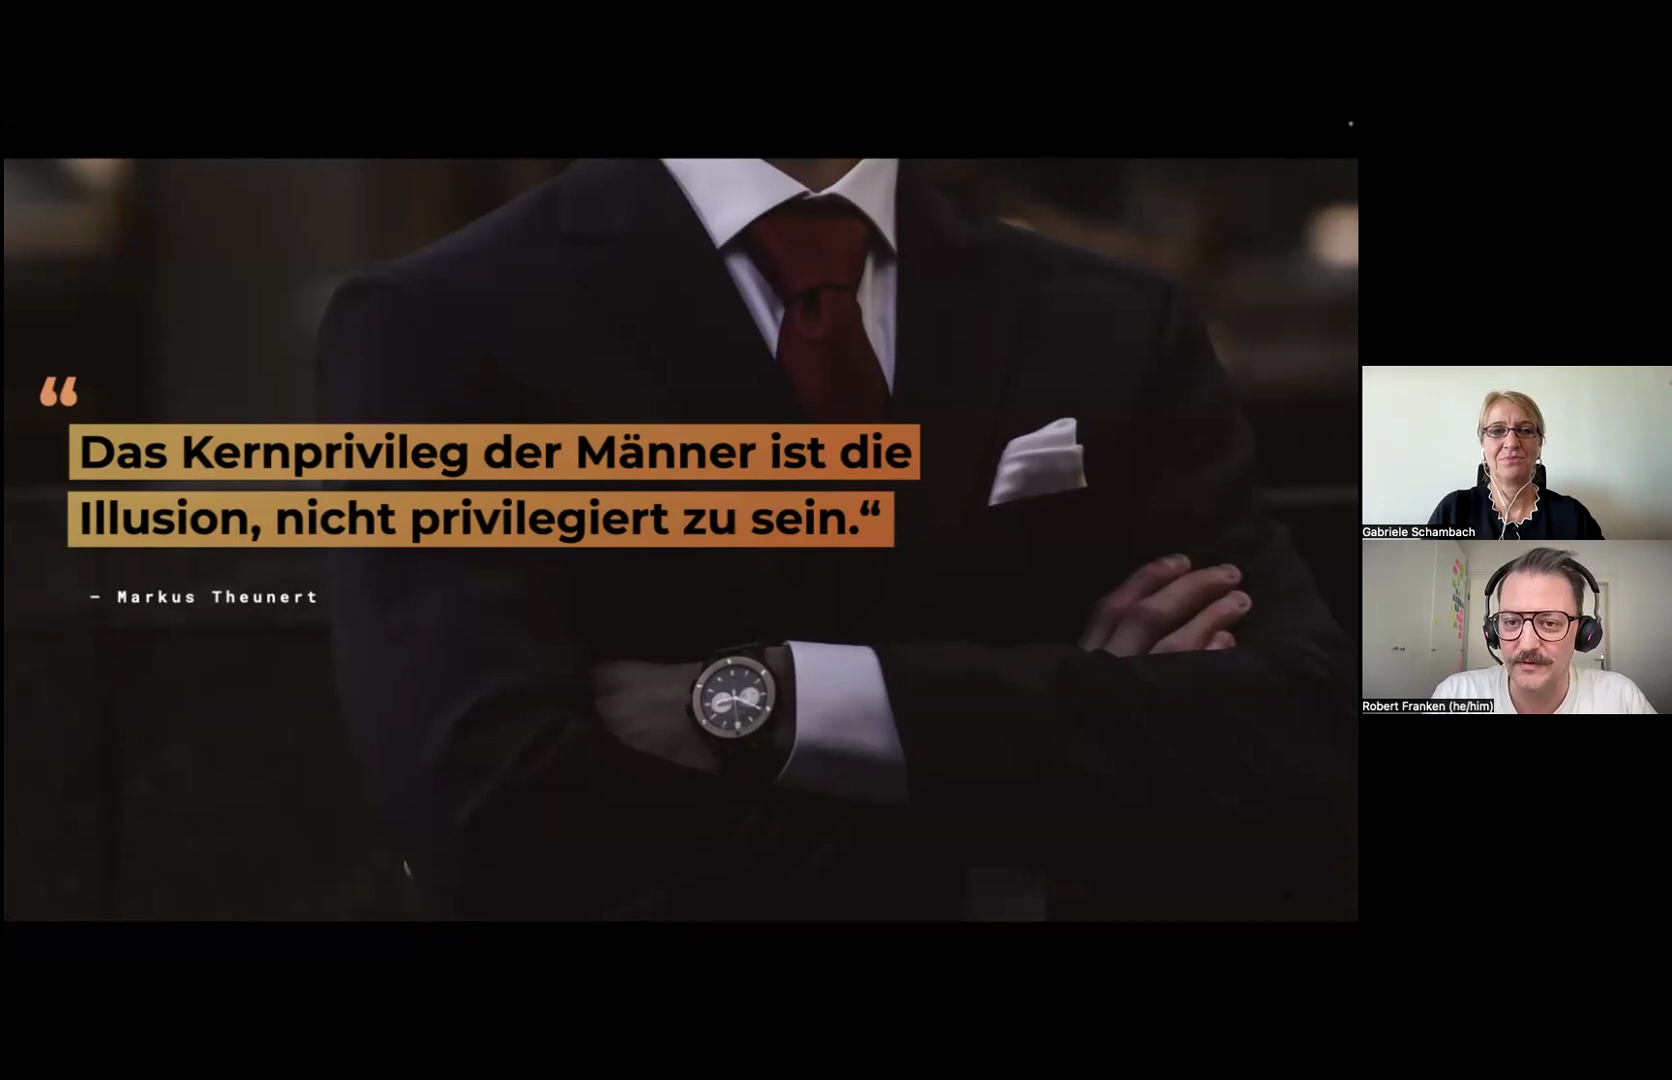 “
Das Kernprivileg der Männer ist die
Illusion, nicht privilegiert zu sein.“
– Markus Theunert
Gabriele Schambach
Robert Franken (he/him)